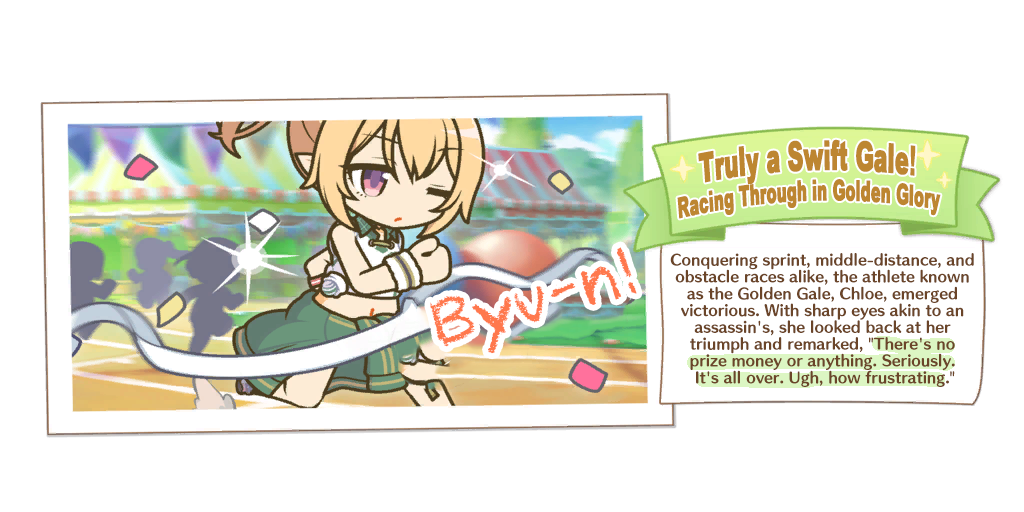 Byu-n!
Truly a Swift Gale!
Racing Through in Golden Glory
Conquering sprint, middle-distance, and
obstacle races alike, the athlete known
as the Golden Gale, Chloe, emerged
victorious. With sharp eyes akin to an
assassin's, she looked back at her
triumph and remarked, "There's no
prize money or anything. Seriously.
It's all over. Ugh, how frustrating."